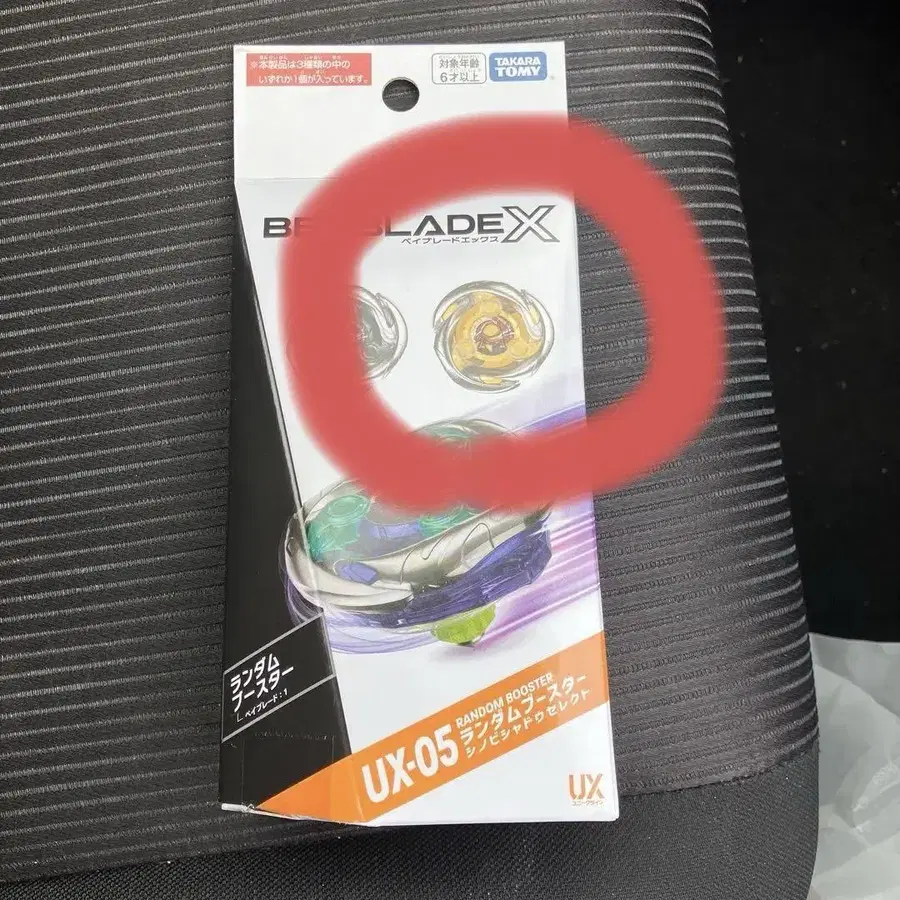 ※本製品は3種類の中の
いずれか1個が入っています。
対象年齢
6才以上
TAKARA
TOMY
BEYBLADE X
ベイブレードエックス
ランダム
ブースター
ベイブレード:1
UX-05
RANDOM BOOSTER
ランダムブースター
シノビシャドウセレクト
UX
ユニークライン